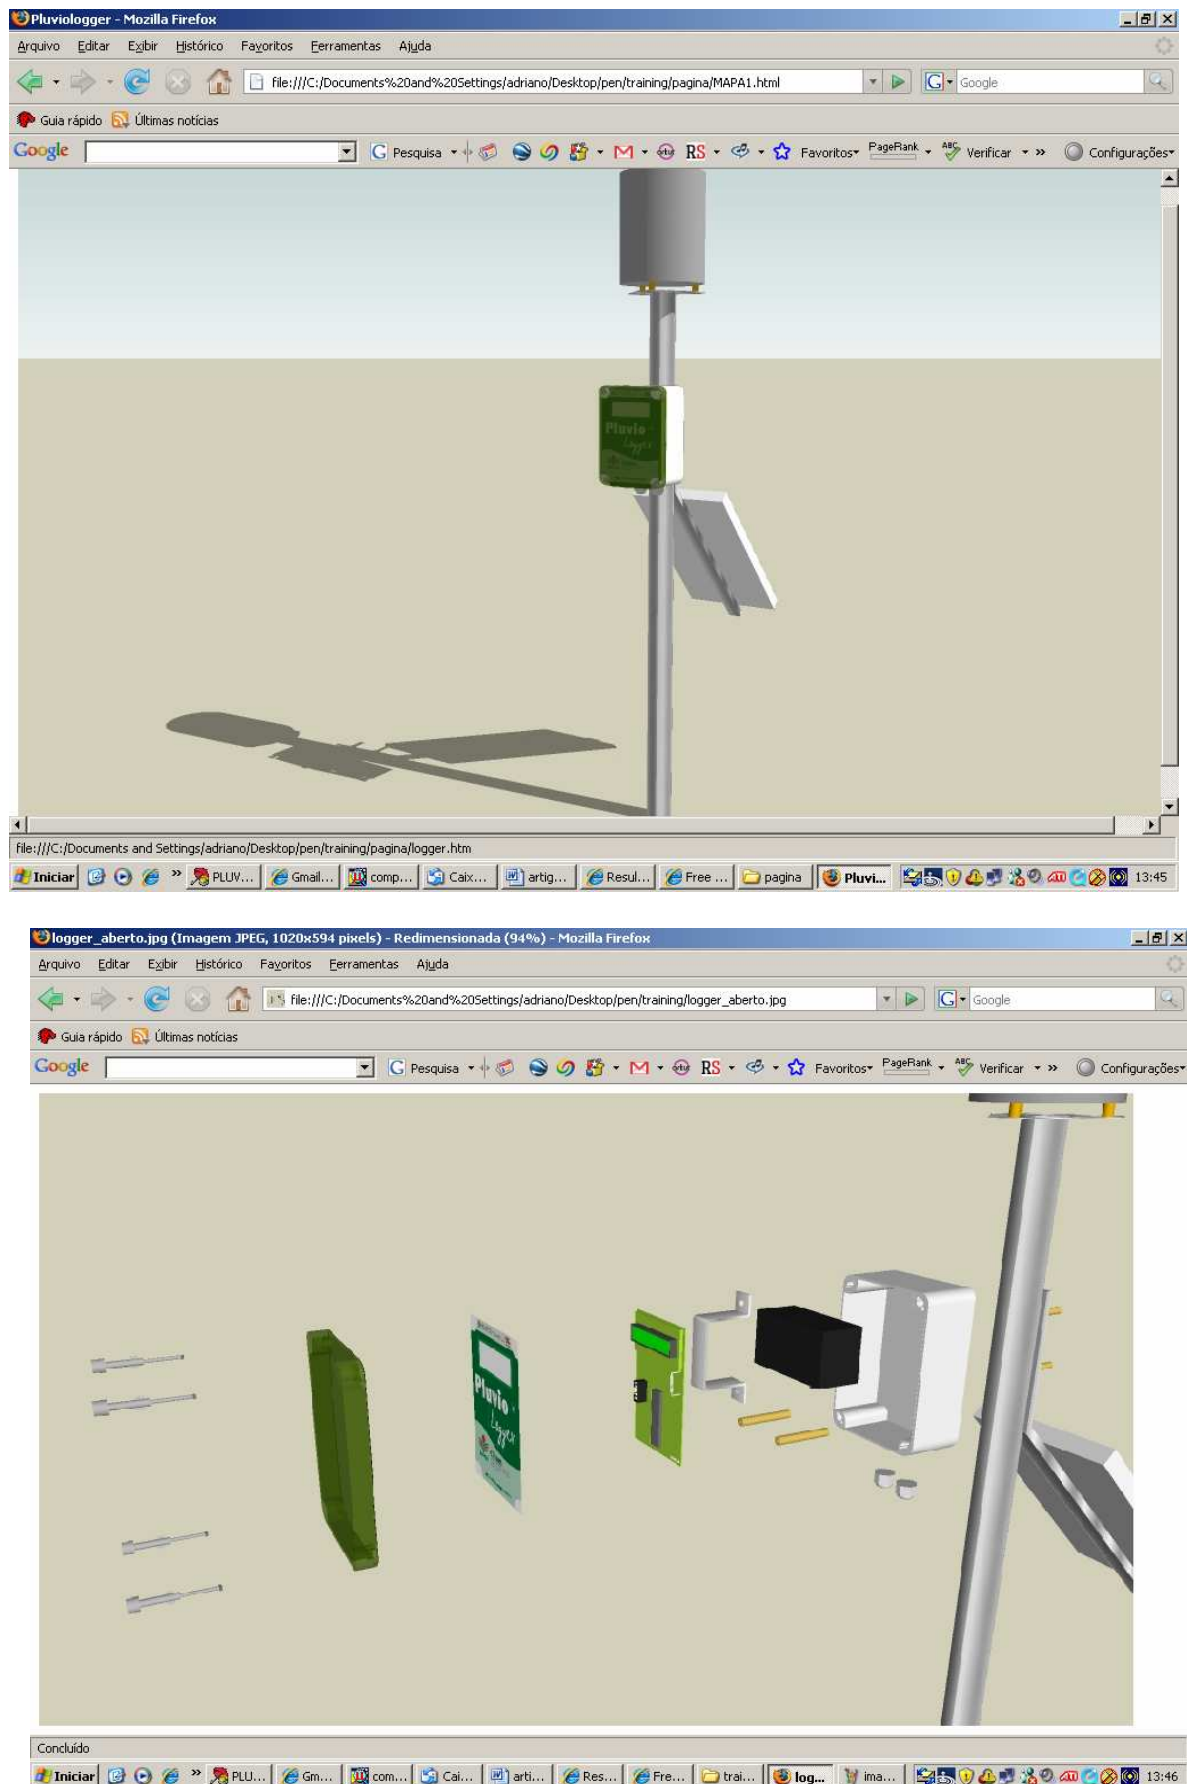 Pluviologger - Mozilla Firefox
Arquivo Editar Exibir Histórico Favoritos Ferramentas Ajuda
file:///C:/Documents%20and%20Settings/adriano/Desktop/pen/training/pagina/MAPA1.html G Google
Guia rápido Últimas notícias
Google G Pesquisa RS Favoritos PageRank ABC Verificar » Configurações
Pluvio
Logger
file:///C:/Documents and Settings/adriano/Desktop/pen/training/pagina/logger.htm
Iniciar » PLUV... Gmail... comp... Caix... artig... Resul... Free ... pagina Pluvi... 13:45
logger_aberto.jpg (Imagem JPEG, 1020x594 pixels) - Redimensionada (94%) - Mozilla Firefox
Arquivo Editar Exibir Histórico Favoritos Ferramentas Ajuda
file:///C:/Documents%20and%20Settings/adriano/Desktop/pen/training/logger_aberto.jpg G Google
Guia rápido Últimas notícias
Google G Pesquisa RS Favoritos PageRank ABC Verificar » Configurações
Pluvio
Logger
Concluído
Iniciar » PLU... Gm... com... Cai... arti... Res... Fre... trai... log... ima... 13:46